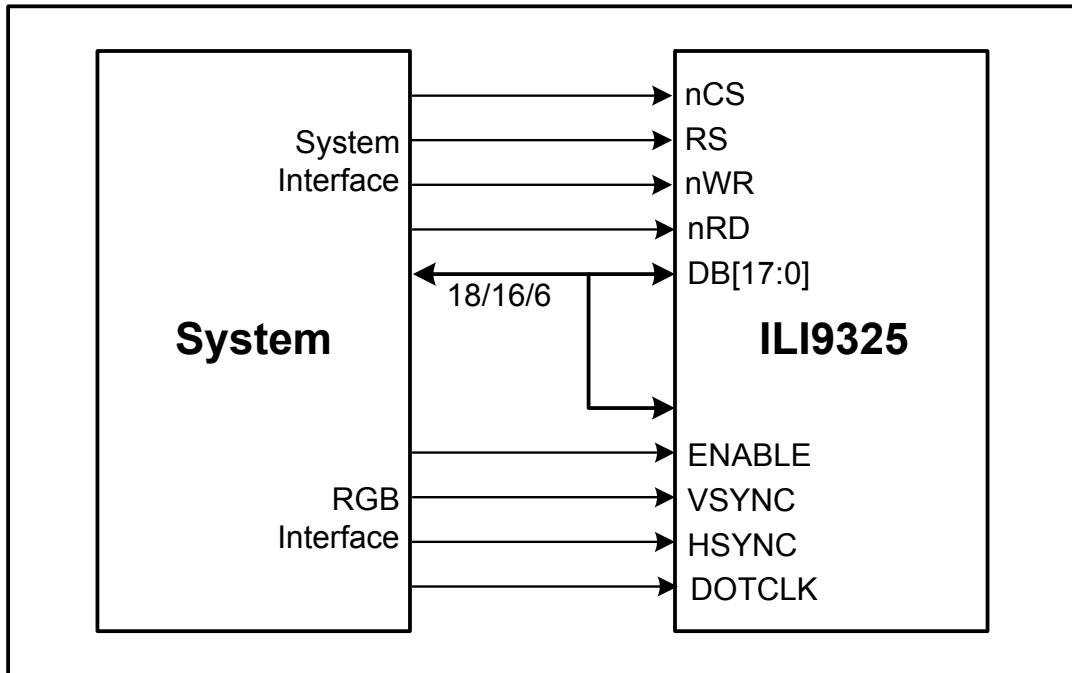 nCS
System
Interface
RS
nWR
nRD
DB[17:0]
18/16/6
System
ILI9325
ENABLE
RGB
Interface
VSYNC
HSYNC
DOTCLK